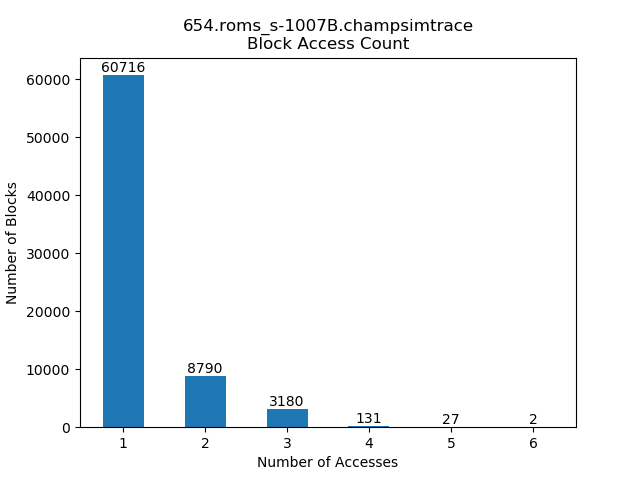 654.roms_s-1007B.champsimtrace
Block Access Count
60716
8790
3180
131
27
2
60000
50000
40000
30000
20000
10000
0
Number of Blocks
1 2 3 4 5 6
Number of Accesses